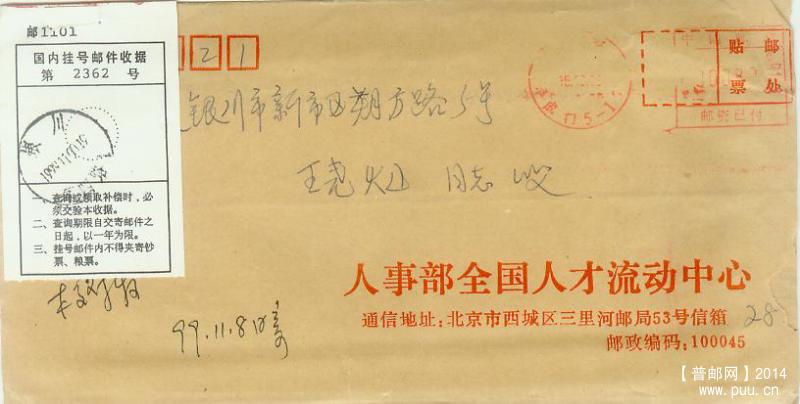 邮1101
国内挂号邮件收据
第 2362 号
一、查询或领取补偿时，必
须交验本收据。
二、查询期限自交寄邮件之
日起，以一年为限。
三、挂号邮件内不得夹寄钞
票、粮票。
2 1
银川市新市区朔方路5号
同志收
贴 邮
票 处
邮资已付
人事部全国人才流动中心
通信地址：北京市西城区三里河邮局53号信箱
邮政编码：100045
285
99.11.8
【普邮网】2014
www.puu.cn